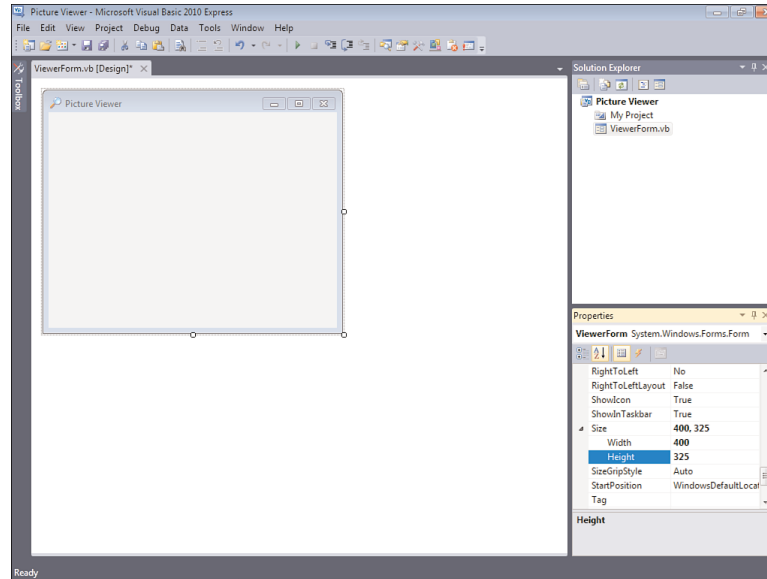 Picture Viewer - Microsoft Visual Basic 2010 Express
File Edit View Project Debug Data Tools Window Help
ViewerForm.vb [Design]*
Toolbox
Picture Viewer
Solution Explorer
Picture Viewer
My Project
ViewerForm.vb
Properties
ViewerForm System.Windows.Forms.Form
RightToLeft No
RightToLeftLayout False
ShowIcon True
ShowInTaskbar True
Size 400, 325
Width 400
Height 325
SizeGripStyle Auto
StartPosition WindowsDefaultLocat
Tag
Height
Ready